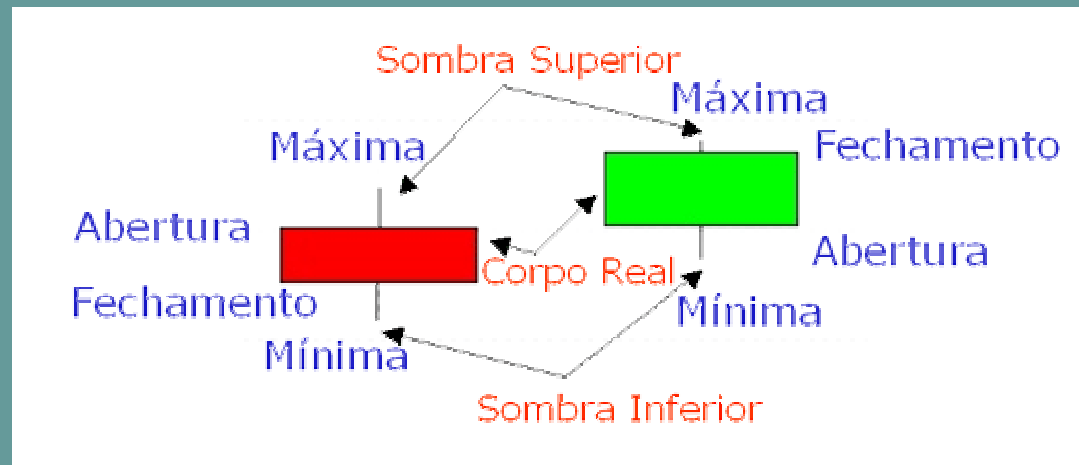 Sombra Superior
Máxima
Máxima
Fechamento
Abertura
Abertura
Corpo Real
Fechamento
Mínima
Mínima
Sombra Inferior